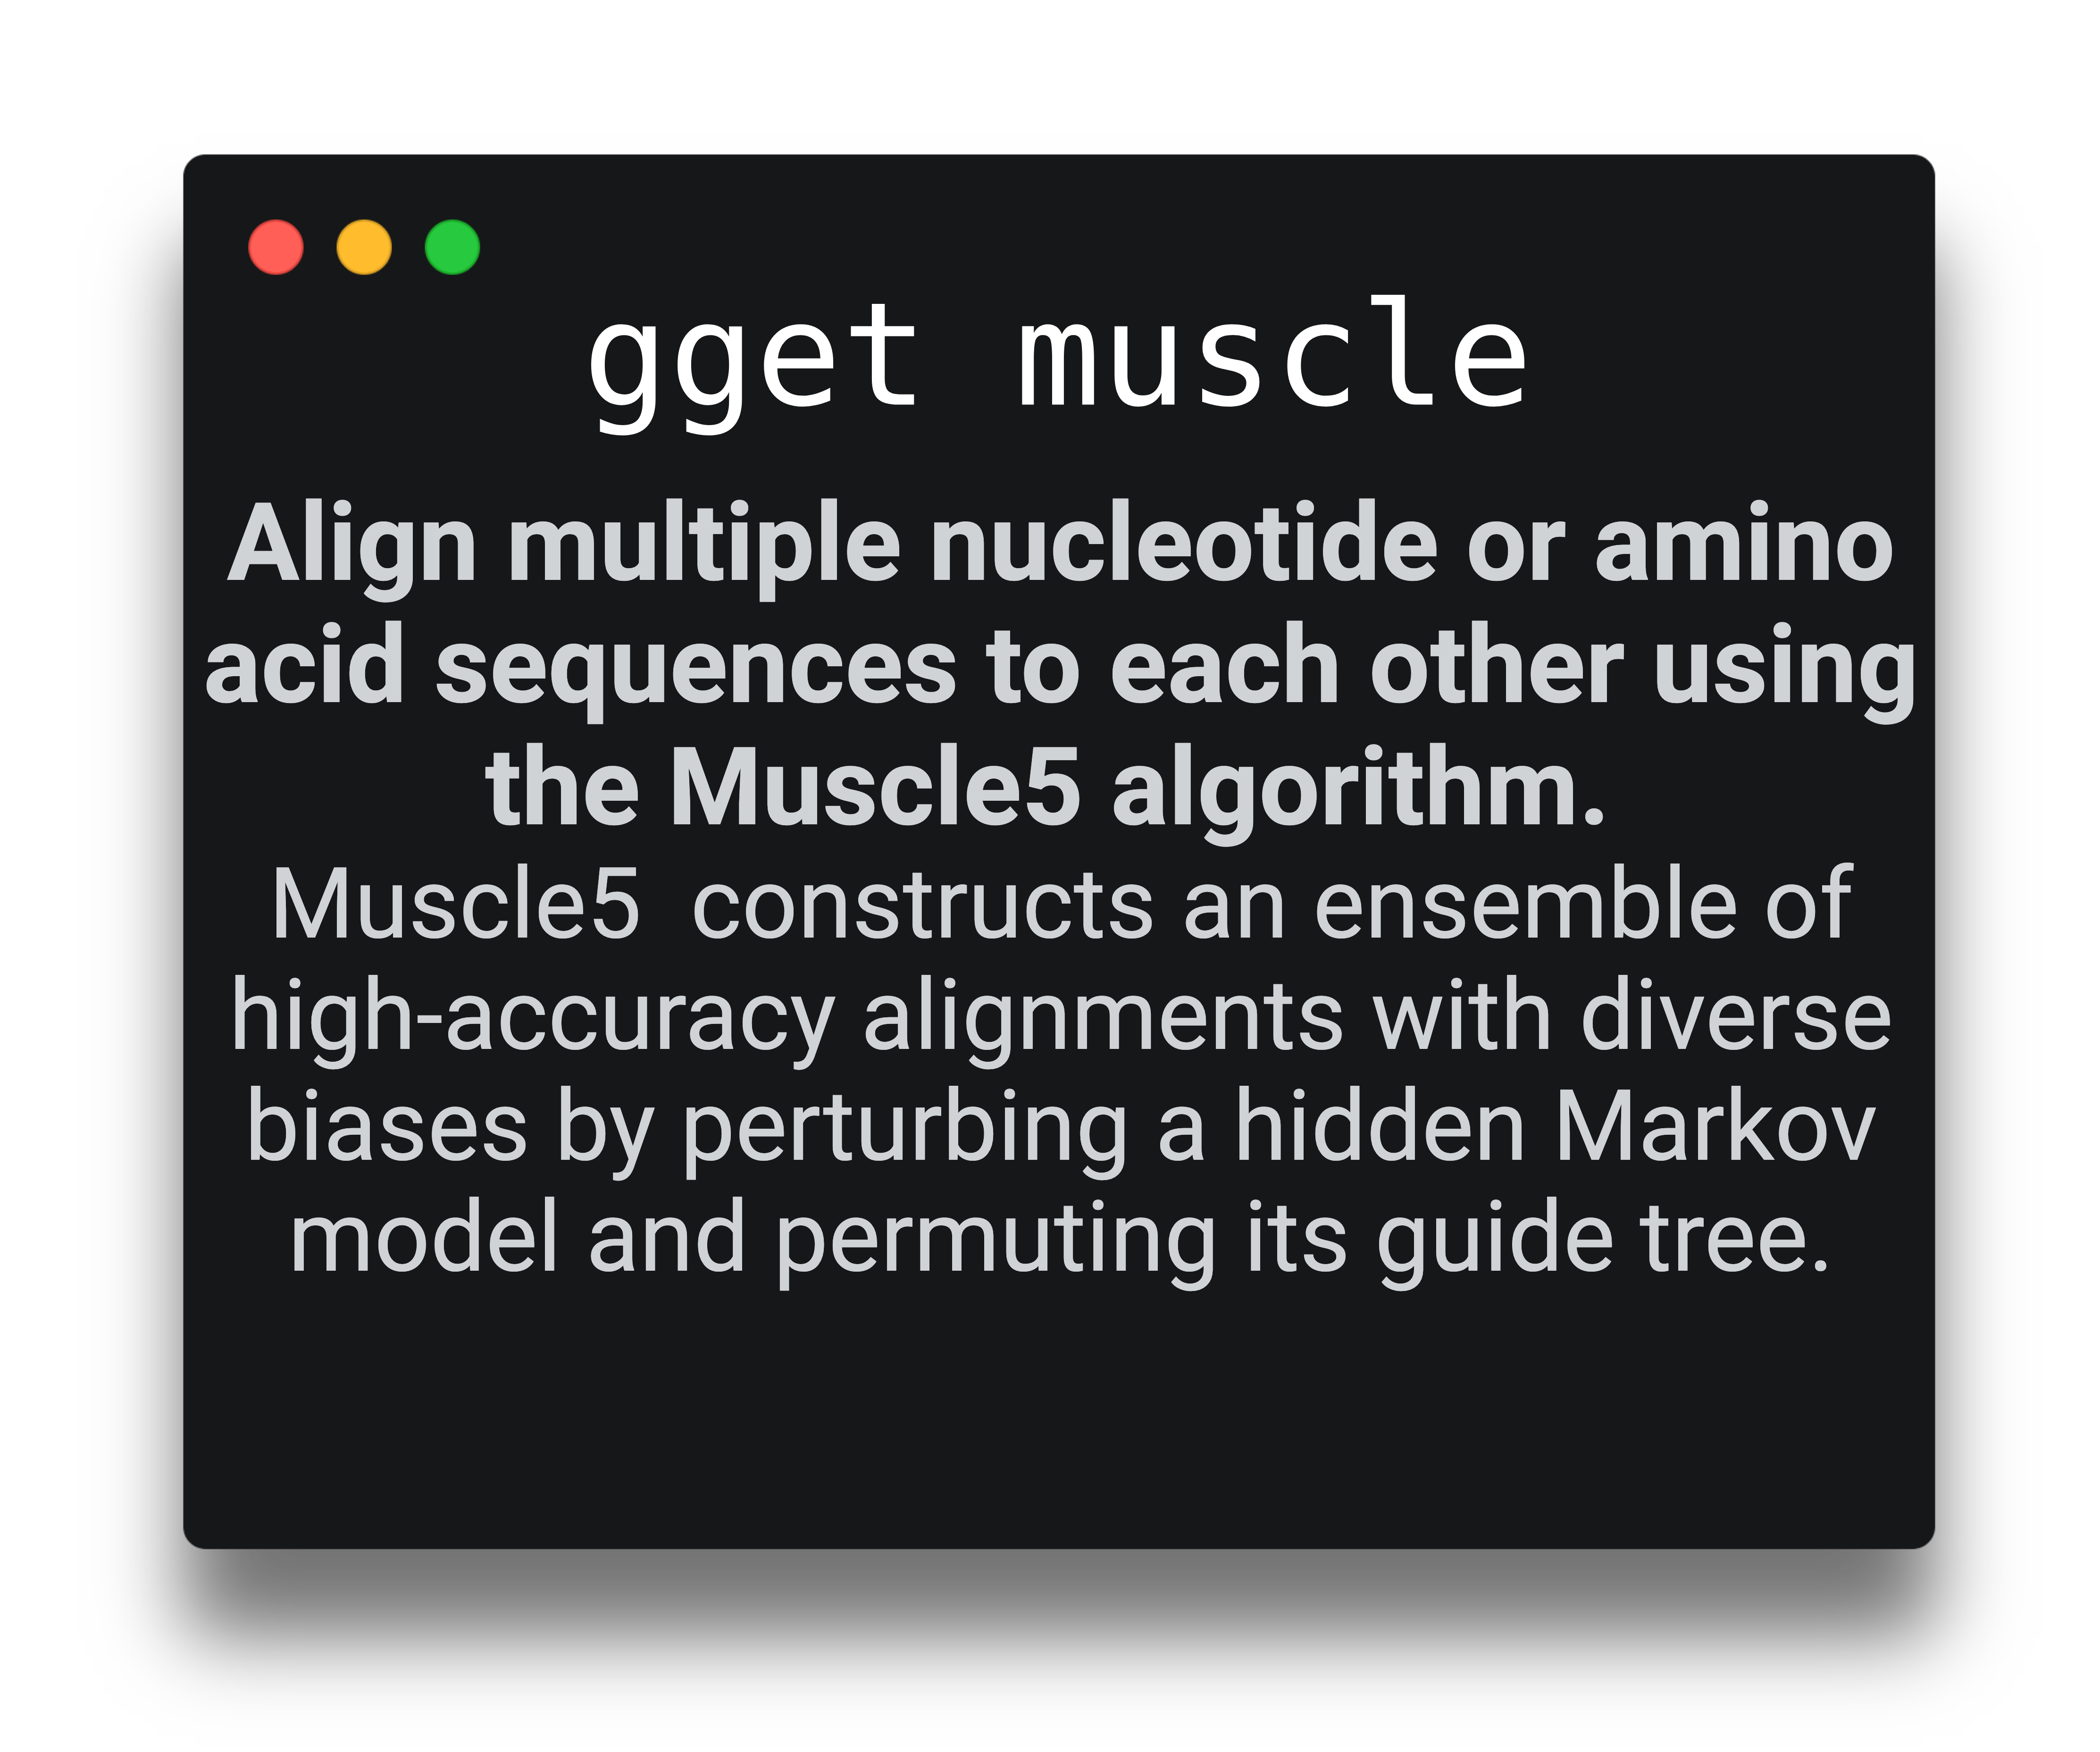 gget muscle
Align multiple nucleotide or amino
acid sequences to each other using
the Muscle5 algorithm.
Muscle5  constructs an ensemble of
high-accuracy alignments with diverse
biases by perturbing a hidden Markov
model and permuting its guide tree.